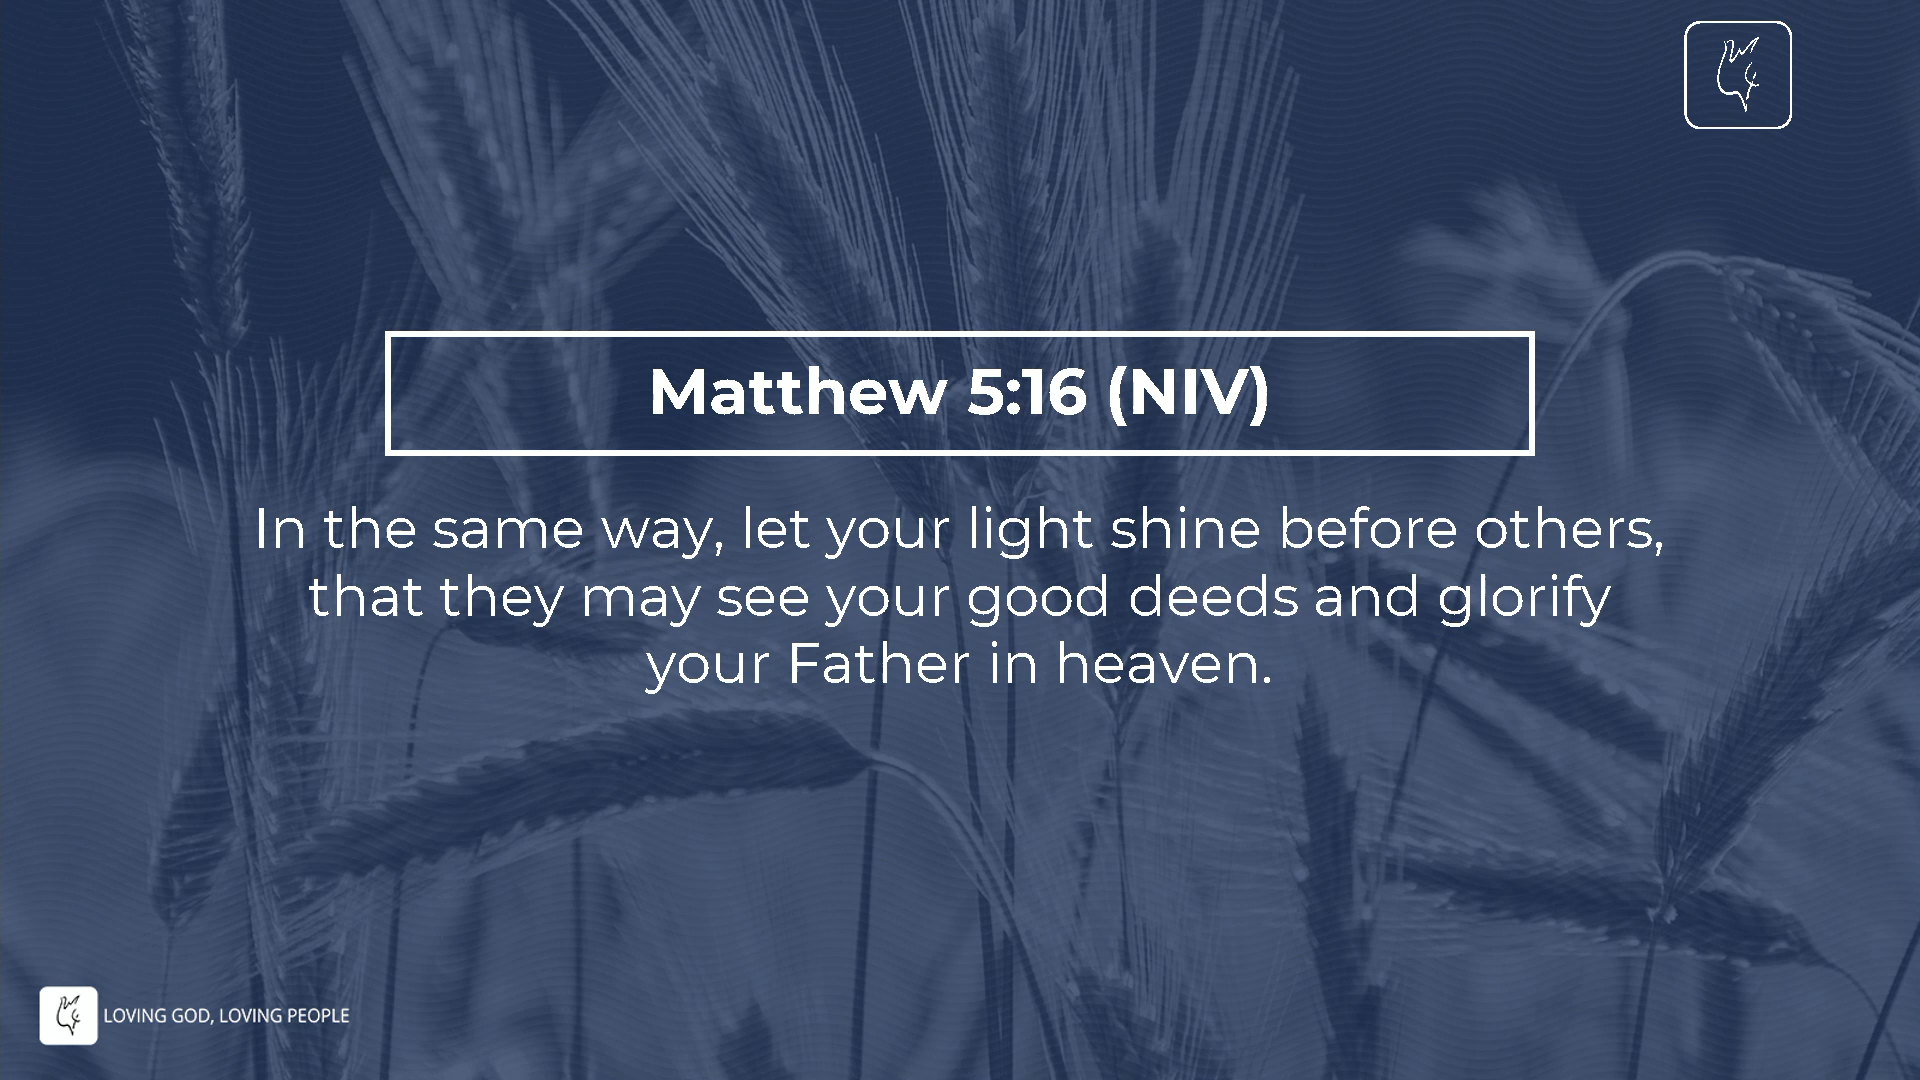 Matthew 5:16 (NIV)
In the same way, let your light shine before others,
that they may see your good deeds and glorify
your Father in heaven.
LOVING GOD, LOVING PEOPLE